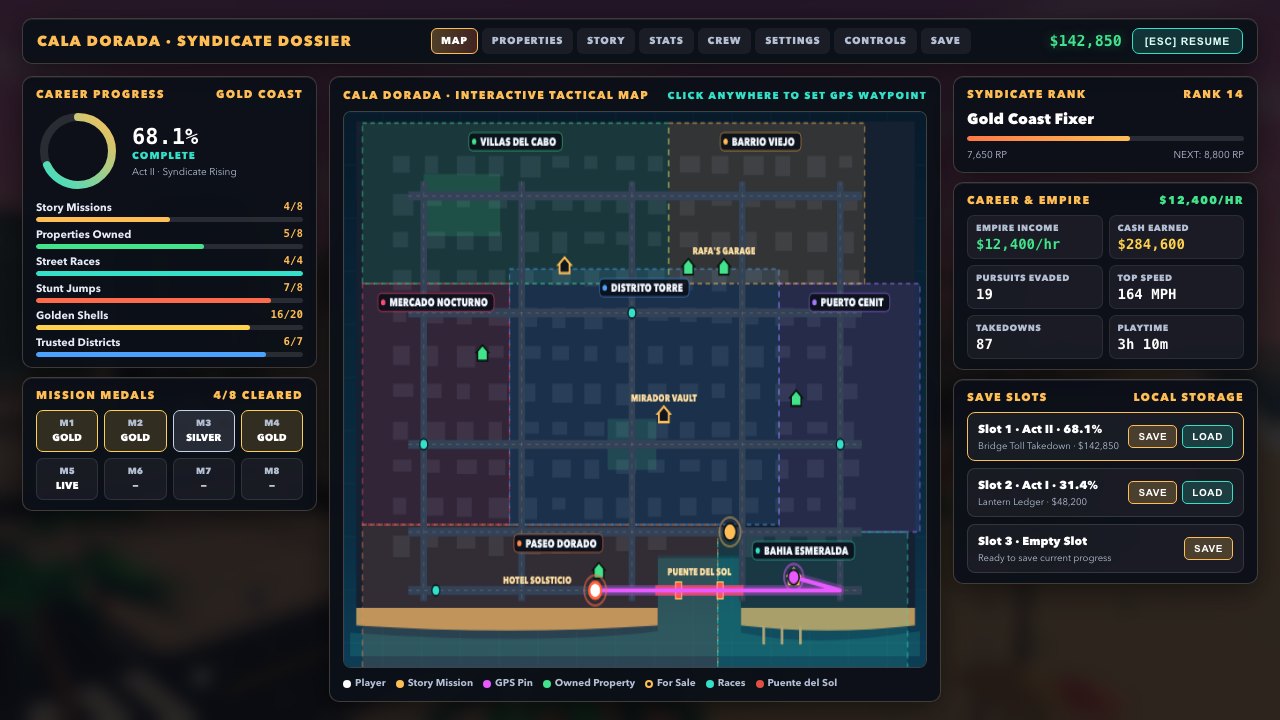 CALA DORADA · SYNDICATE DOSSIER
MAP
PROPERTIES
STORY
STATS
CREW
SETTINGS
CONTROLS
SAVE
$142,850
[ESC] RESUME
CAREER PROGRESS
GOLD COAST
68.1%
COMPLETE
Act II · Syndicate Rising
Story Missions 4/8
Properties Owned 5/8
Street Races 4/4
Stunt Jumps 7/8
Golden Shells 16/20
Trusted Districts 6/7
MISSION MEDALS
4/8 CLEARED
M1
GOLD
M2
GOLD
M3
SILVER
M4
GOLD
M5
LIVE
M6
–
M7
–
M8
–
CALA DORADA · INTERACTIVE TACTICAL MAP
CLICK ANYWHERE TO SET GPS WAYPOINT
VILLAS DEL CABO
BARRIO VIEJO
RAFA'S GARAGE
DISTRITO TORRE
MERCADO NOCTURNO
PUERTO CENIT
MIRADOR VAULT
PASEO DORADO
BAHIA ESMERALDA
PUENTE DEL SOL
HOTEL SOLSTICIO
Player
Story Mission
GPS Pin
Owned Property
For Sale
Races
Puente del Sol
SYNDICATE RANK
RANK 14
Gold Coast Fixer
7,650 RP
NEXT: 8,800 RP
CAREER & EMPIRE
$12,400/HR
EMPIRE INCOME
$12,400/hr
CASH EARNED
$284,600
PURSUITS EVADED
19
TOP SPEED
164 MPH
TAKEDOWNS
87
PLAYTIME
3h 10m
SAVE SLOTS
LOCAL STORAGE
Slot 1 · Act II · 68.1%
Bridge Toll Takedown · $142,850
SAVE
LOAD
Slot 2 · Act I · 31.4%
Lantern Ledger · $48,200
SAVE
LOAD
Slot 3 · Empty Slot
Ready to save current progress
SAVE